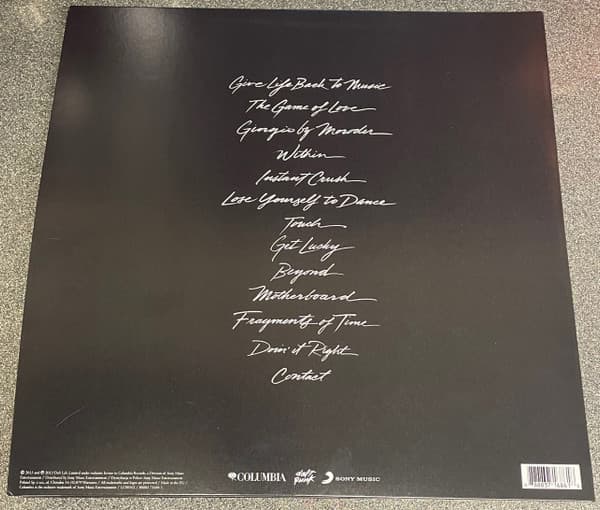 Give Life Back to Music
The Game of Love
Giorgio by Moroder
Within
Instant Crush
Lose Yourself to Dance
Touch
Get Lucky
Beyond
Motherboard
Fragments of Time
Doin' it Right
Contact
COLUMBIA
daft punk
SONY MUSIC